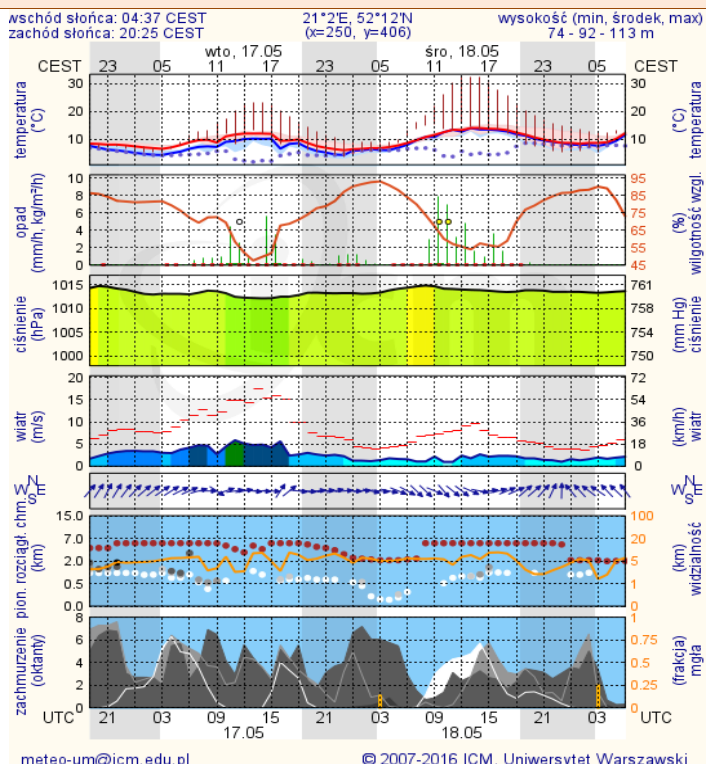 wschód słońca: 04:37 CEST 21°2'E, 52°12'N wysokość (min, środek, max)
zachód słońca: 20:25 CEST (x=250, y=406) 74 - 92 - 113 m
wto, 17.05 śro, 18.05
CEST 23 05 11 17 23 05 11 17 23 05 CEST
temperatura (°C)
30 30
20 20
10 10
temperatura (°C)
opad (mm/h, kg/m²/h)
10 95
8 85
6 75
4 65
2 55
0 45
wilgotność wzgl. (%)
ciśnienie (hPa)
1015 761
1010 758
1005 754
1000 750
ciśnienie (mm Hg)
wiatr (m/s)
20 72
15 54
10 36
5 18
0 0
wiatr (km/h)
W N E S W N E S
pion. rozciągł. chm. (km)
15.0 100
7.0 20
2.0 5
0.5 1
0.0 0
widzialność (km)
zachmurzenie (oktanty)
8 1
6 0.75
4 0.5
2 0.25
0 0
mgła (frakcja)
UTC 21 03 09 15 21 03 09 15 21 03 UTC
17.05 18.05
meteo-um@icm.edu.pl © 2007-2016 ICM, Uniwersytet Warszawski